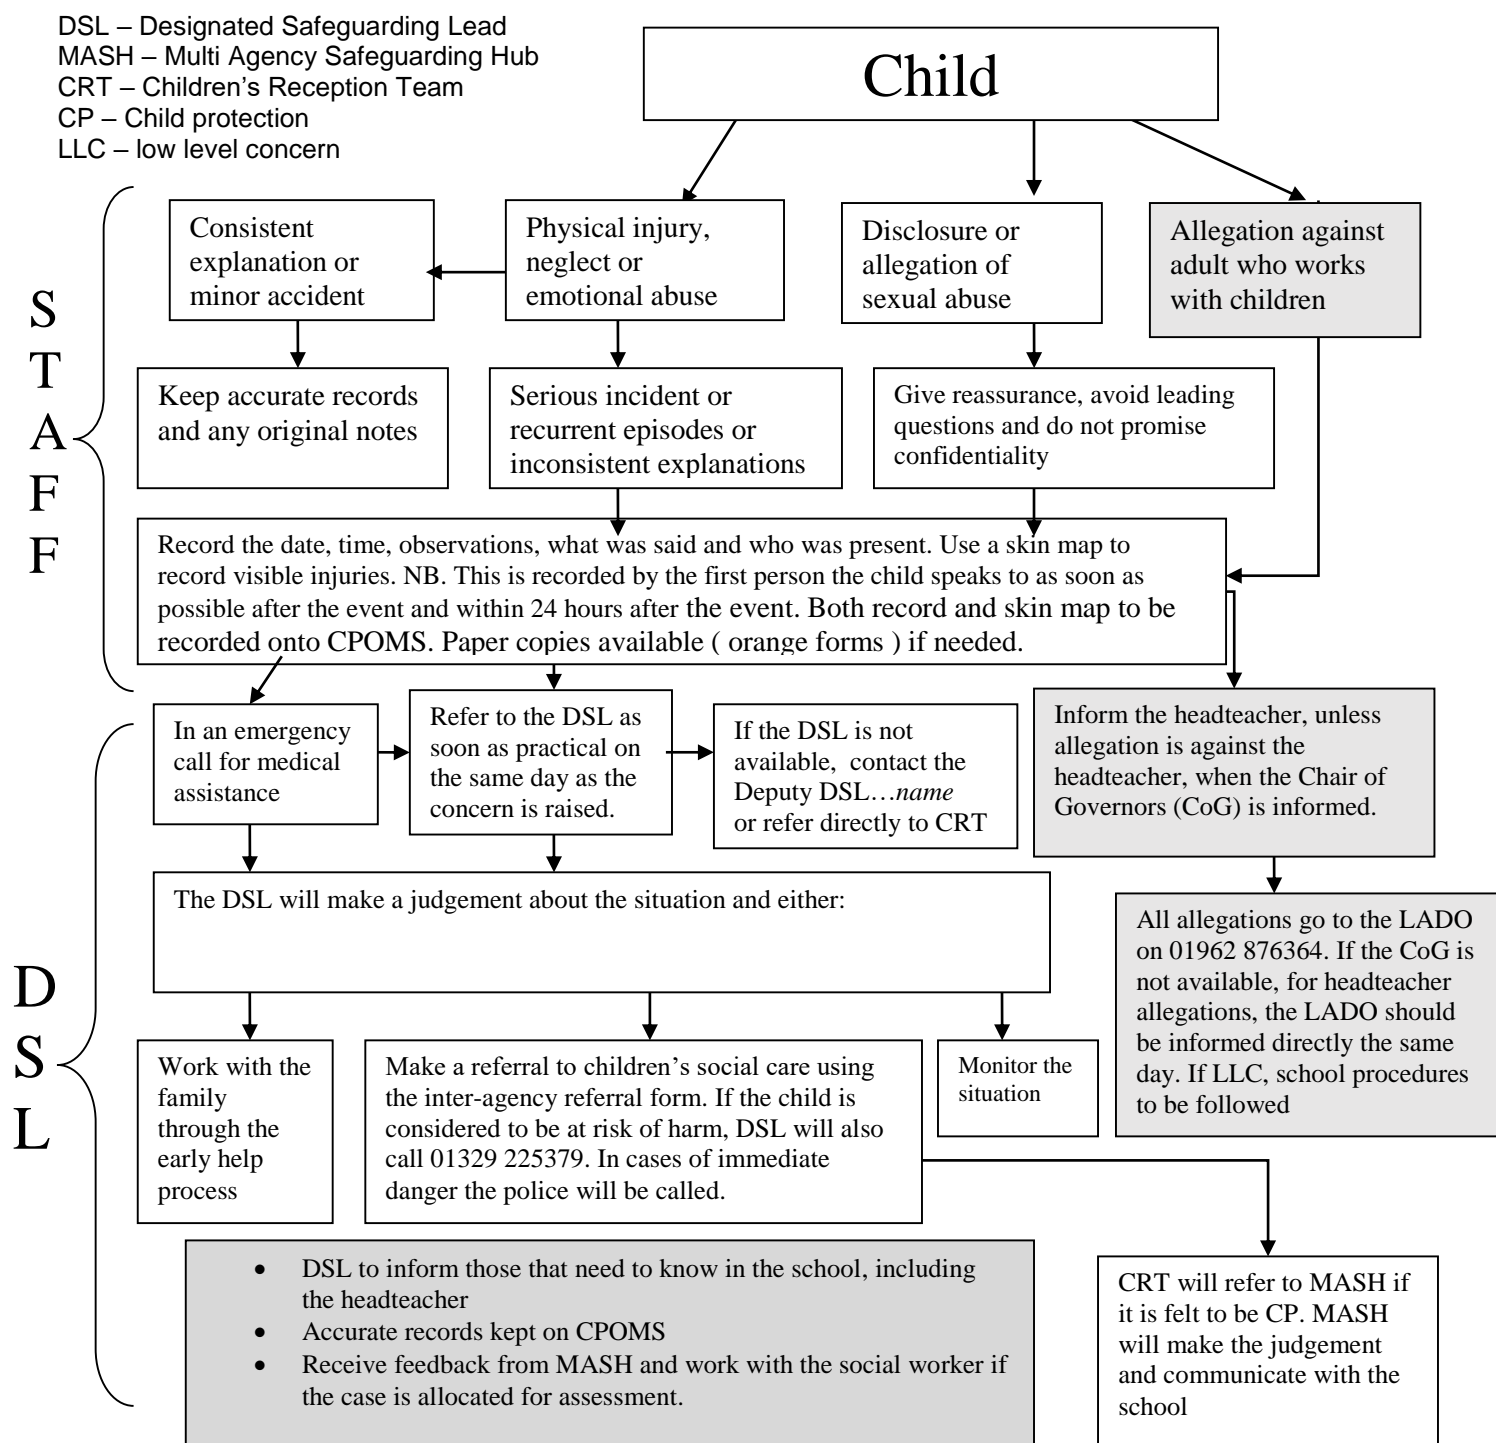 DSL – Designated Safeguarding Lead
MASH – Multi Agency Safeguarding Hub
CRT – Children's Reception Team
CP – Child protection
LLC – low level concern
Child
S
T
A
F
F
Consistent
explanation or
minor accident
Physical injury,
neglect or
emotional abuse
Disclosure or
allegation of
sexual abuse
Allegation against
adult who works
with children
Keep accurate records
and any original notes
Serious incident or
recurrent episodes or
inconsistent explanations
Give reassurance, avoid leading
questions and do not promise
confidentiality
Record the date, time, observations, what was said and who was present. Use a skin map to
record visible injuries. NB. This is recorded by the first person the child speaks to as soon as
possible after the event and within 24 hours after the event. Both record and skin map to be
recorded onto CPOMS. Paper copies available ( orange forms ) if needed.
D
S
L
In an emergency
call for medical
assistance
Refer to the DSL as
soon as practical on
the same day as the
concern is raised.
If the DSL is not
available,  contact the
Deputy DSL…name
or refer directly to CRT
Inform the headteacher, unless
allegation is against the
headteacher, when the Chair of
Governors (CoG) is informed.
The DSL will make a judgement about the situation and either:
All allegations go to the LADO
on 01962 876364. If the CoG is
not available, for headteacher
allegations, the LADO should
be informed directly the same
day. If LLC, school procedures
to be followed
Work with the
family
through the
early help
process
Make a referral to children's social care using
the inter-agency referral form. If the child is
considered to be at risk of harm, DSL will also
call 01329 225379. In cases of immediate
danger the police will be called.
Monitor the
situation
• DSL to inform those that need to know in the school, including
the headteacher
• Accurate records kept on CPOMS
• Receive feedback from MASH and work with the social worker if
the case is allocated for assessment.
CRT will refer to MASH if
it is felt to be CP. MASH
will make the judgement
and communicate with the
school